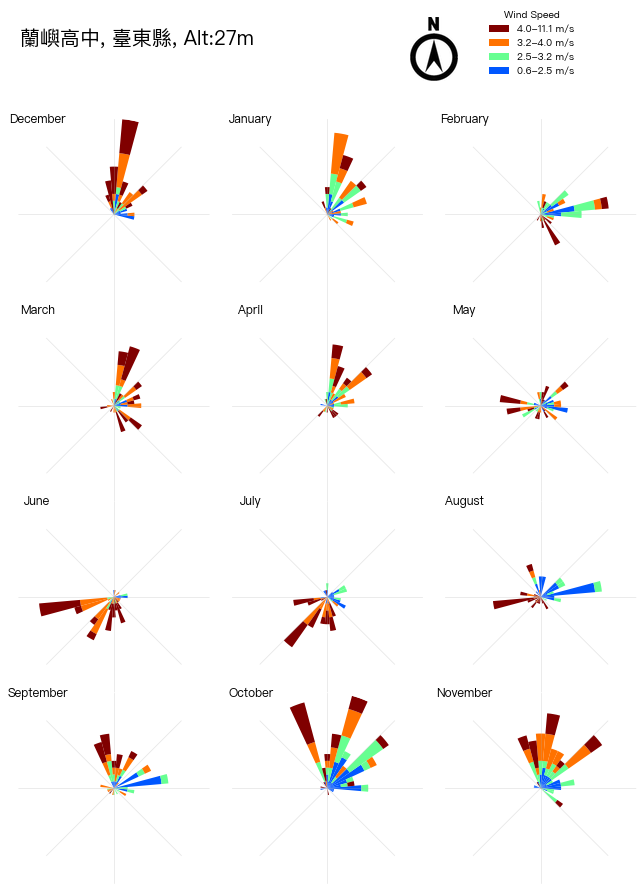 蘭嶼高中, 臺東縣, Alt:27m
N
Wind Speed
4.0–11.1 m/s
3.2–4.0 m/s
2.5–3.2 m/s
0.6–2.5 m/s
December
January
February
March
April
May
June
July
August
September
October
November